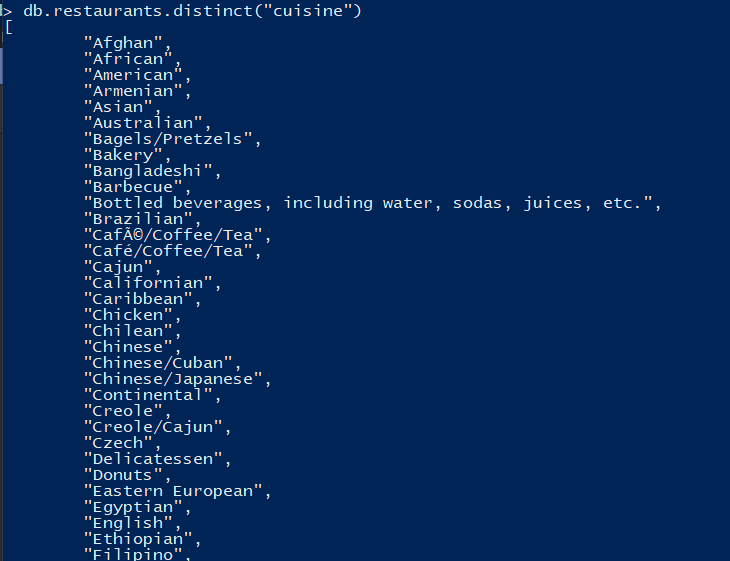 > db.restaurants.distinct("cuisine")
[
"Afghan",
"African",
"American",
"Armenian",
"Asian",
"Australian",
"Bagels/Pretzels",
"Bakery",
"Bangladeshi",
"Barbecue",
"Bottled beverages, including water, sodas, juices, etc.",
"Brazilian",
"CafÃ©/Coffee/Tea",
"Café/Coffee/Tea",
"Cajun",
"Californian",
"Caribbean",
"Chicken",
"Chilean",
"Chinese",
"Chinese/Cuban",
"Chinese/Japanese",
"Continental",
"Creole",
"Creole/Cajun",
"Czech",
"Delicatessen",
"Donuts",
"Eastern European",
"Egyptian",
"English",
"Ethiopian",
"Filipino",